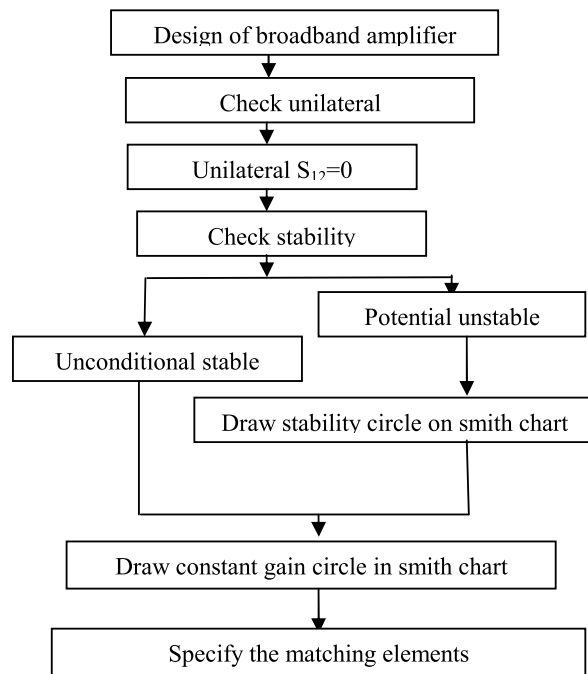 Design of broadband amplifier
Check unilateral
Unilateral S₁₂=0
Check stability
Potential unstable
Unconditional stable
Draw stability circle on smith chart
Draw constant gain circle in smith chart
Specify the matching elements